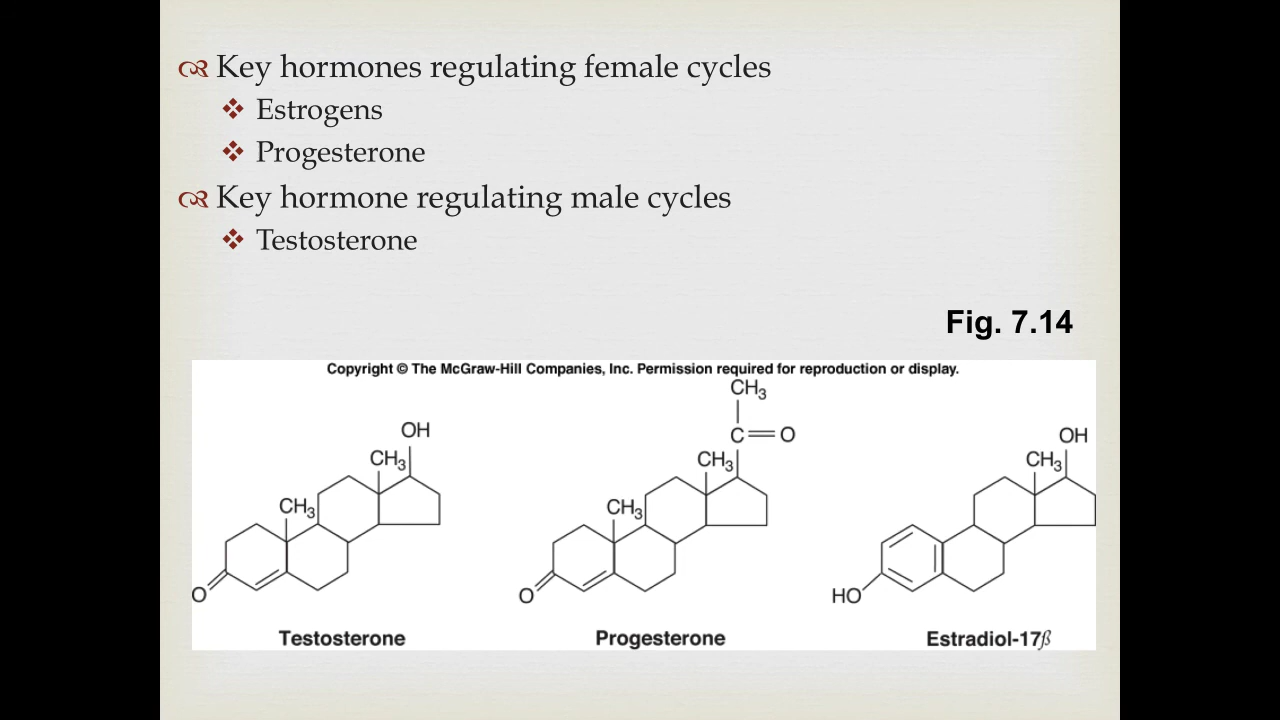 Key hormones regulating female cycles
Estrogens
Progesterone
Key hormone regulating male cycles
Testosterone
Fig. 7.14
Copyright © The McGraw-Hill Companies, Inc. Permission required for reproduction or display.
OH
CH3
CH3
O
Testosterone
CH3
C
O
CH3
CH3
O
Progesterone
OH
CH3
HO
Estradiol-17β